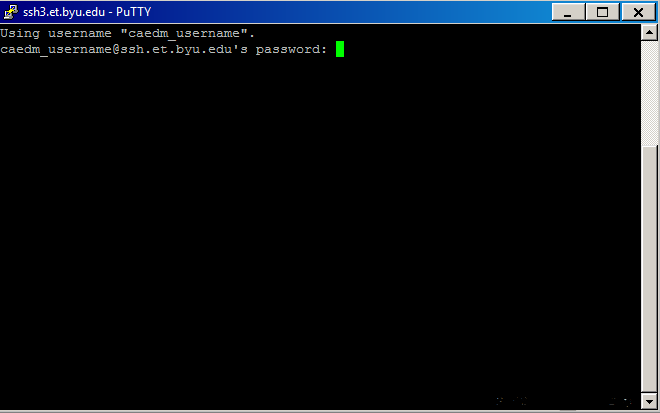 ssh3.et.byu.edu - PuTTY
Using username "caedm_username".
caedm_username@ssh.et.byu.edu's password: